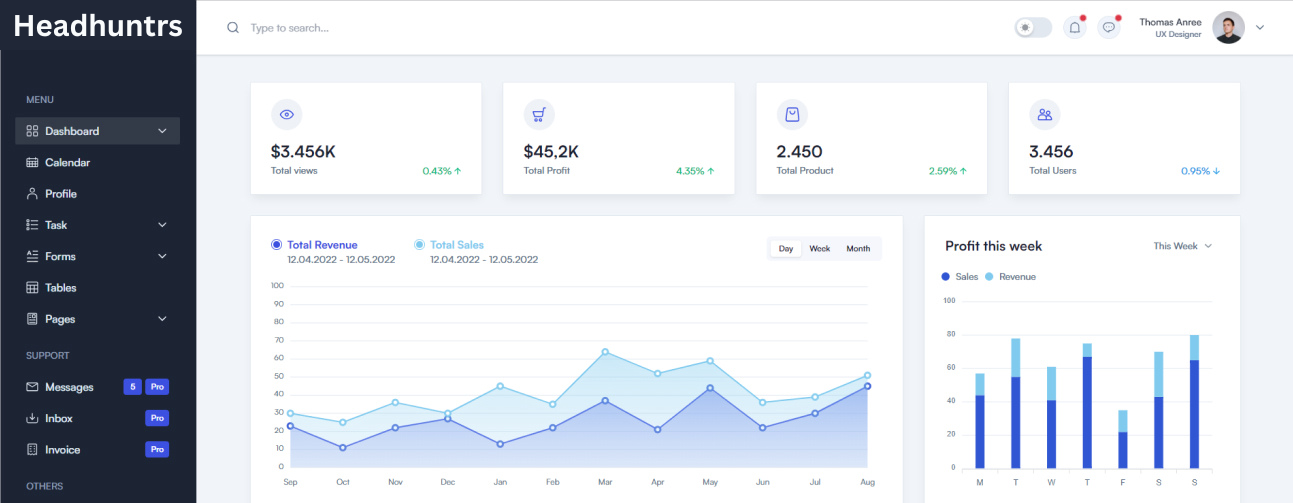 Headhuntrs
Type to search...
Thomas Anree
UX Designer
MENU
Dashboard
Calendar
Profile
Task
Forms
Tables
Pages
SUPPORT
Messages 5 Pro
Inbox Pro
Invoice Pro
OTHERS
$3.456K
Total views 0.43%
$45,2K
Total Profit 4.35%
2.450
Total Product 2.59%
3.456
Total Users 0.95%
Total Revenue
12.04.2022 - 12.05.2022
Total Sales
12.04.2022 - 12.05.2022
Day Week Month
100
90
80
70
60
50
40
30
20
10
0
Sep Oct Nov Dec Jan Feb Mar Apr May Jun Jul Aug
Profit this week
This Week
Sales Revenue
100
80
60
40
20
0
M T W T F S S